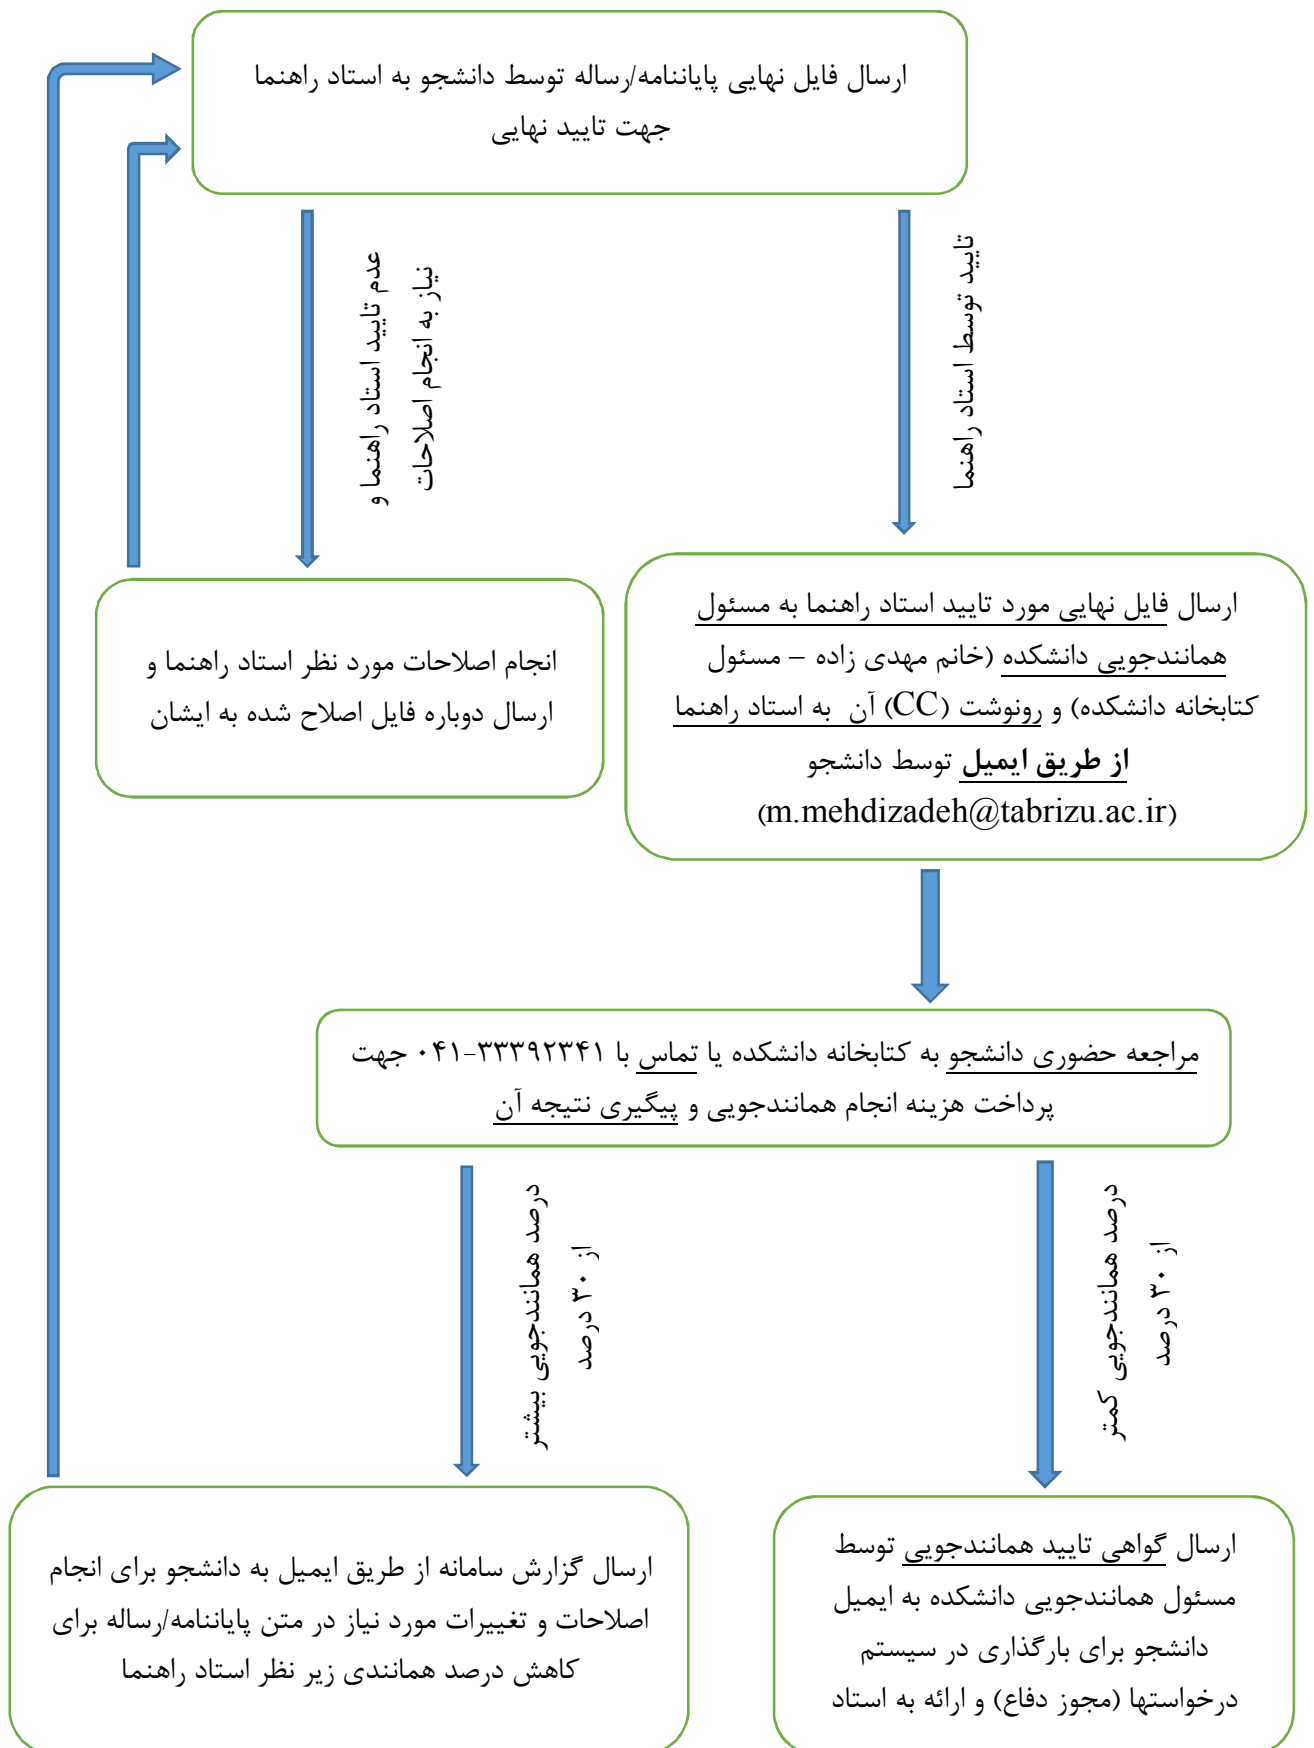 ارسال فایل نهایی پایاننامه/رساله توسط دانشجو به استاد راهنما
جهت تایید نهایی
تایید توسط استاد راهنما
عدم تایید استاد راهنما و
نیاز به انجام اصلاحات
ارسال فایل نهایی مورد تایید استاد راهنما به مسئول
همانندجویی دانشکده (خانم مهدی زاده – مسئول
کتابخانه دانشکده) و رونوشت (CC) آن به استاد راهنما
از طریق ایمیل توسط دانشجو
(m.mehdizadeh@tabrizu.ac.ir)
انجام اصلاحات مورد نظر استاد راهنما و
ارسال دوباره فایل اصلاح شده به ایشان
مراجعه حضوری دانشجو به کتابخانه دانشکده یا تماس با ۳۳۳۹۲۳۴۱-۰۴۱ جهت
پرداخت هزینه انجام همانندجویی و پیگیری نتیجه آن
درصد همانندجویی کمتر
از ۳۰ درصد
درصد همانندجویی بیشتر
از ۳۰ درصد
ارسال گواهی تایید همانندجویی توسط
مسئول همانندجویی دانشکده به ایمیل
دانشجو برای بارگذاری در سیستم
درخواستها (مجوز دفاع) و ارائه به استاد
ارسال گزارش سامانه از طریق ایمیل به دانشجو برای انجام
اصلاحات و تغییرات مورد نیاز در متن پایاننامه/رساله برای
کاهش درصد همانندی زیر نظر استاد راهنما